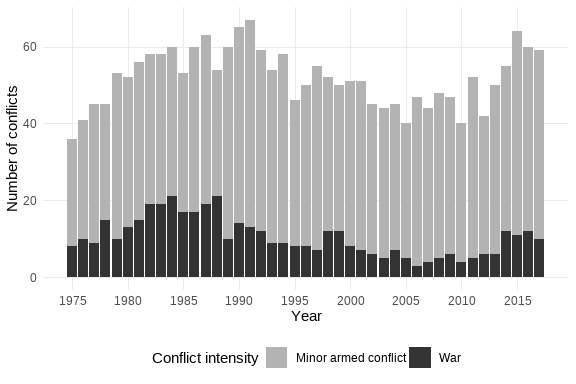 Number of conflicts
60
40
20
0
1975 1980 1985 1990 1995 2000 2005 2010 2015
Year
Conflict intensity Minor armed conflict War